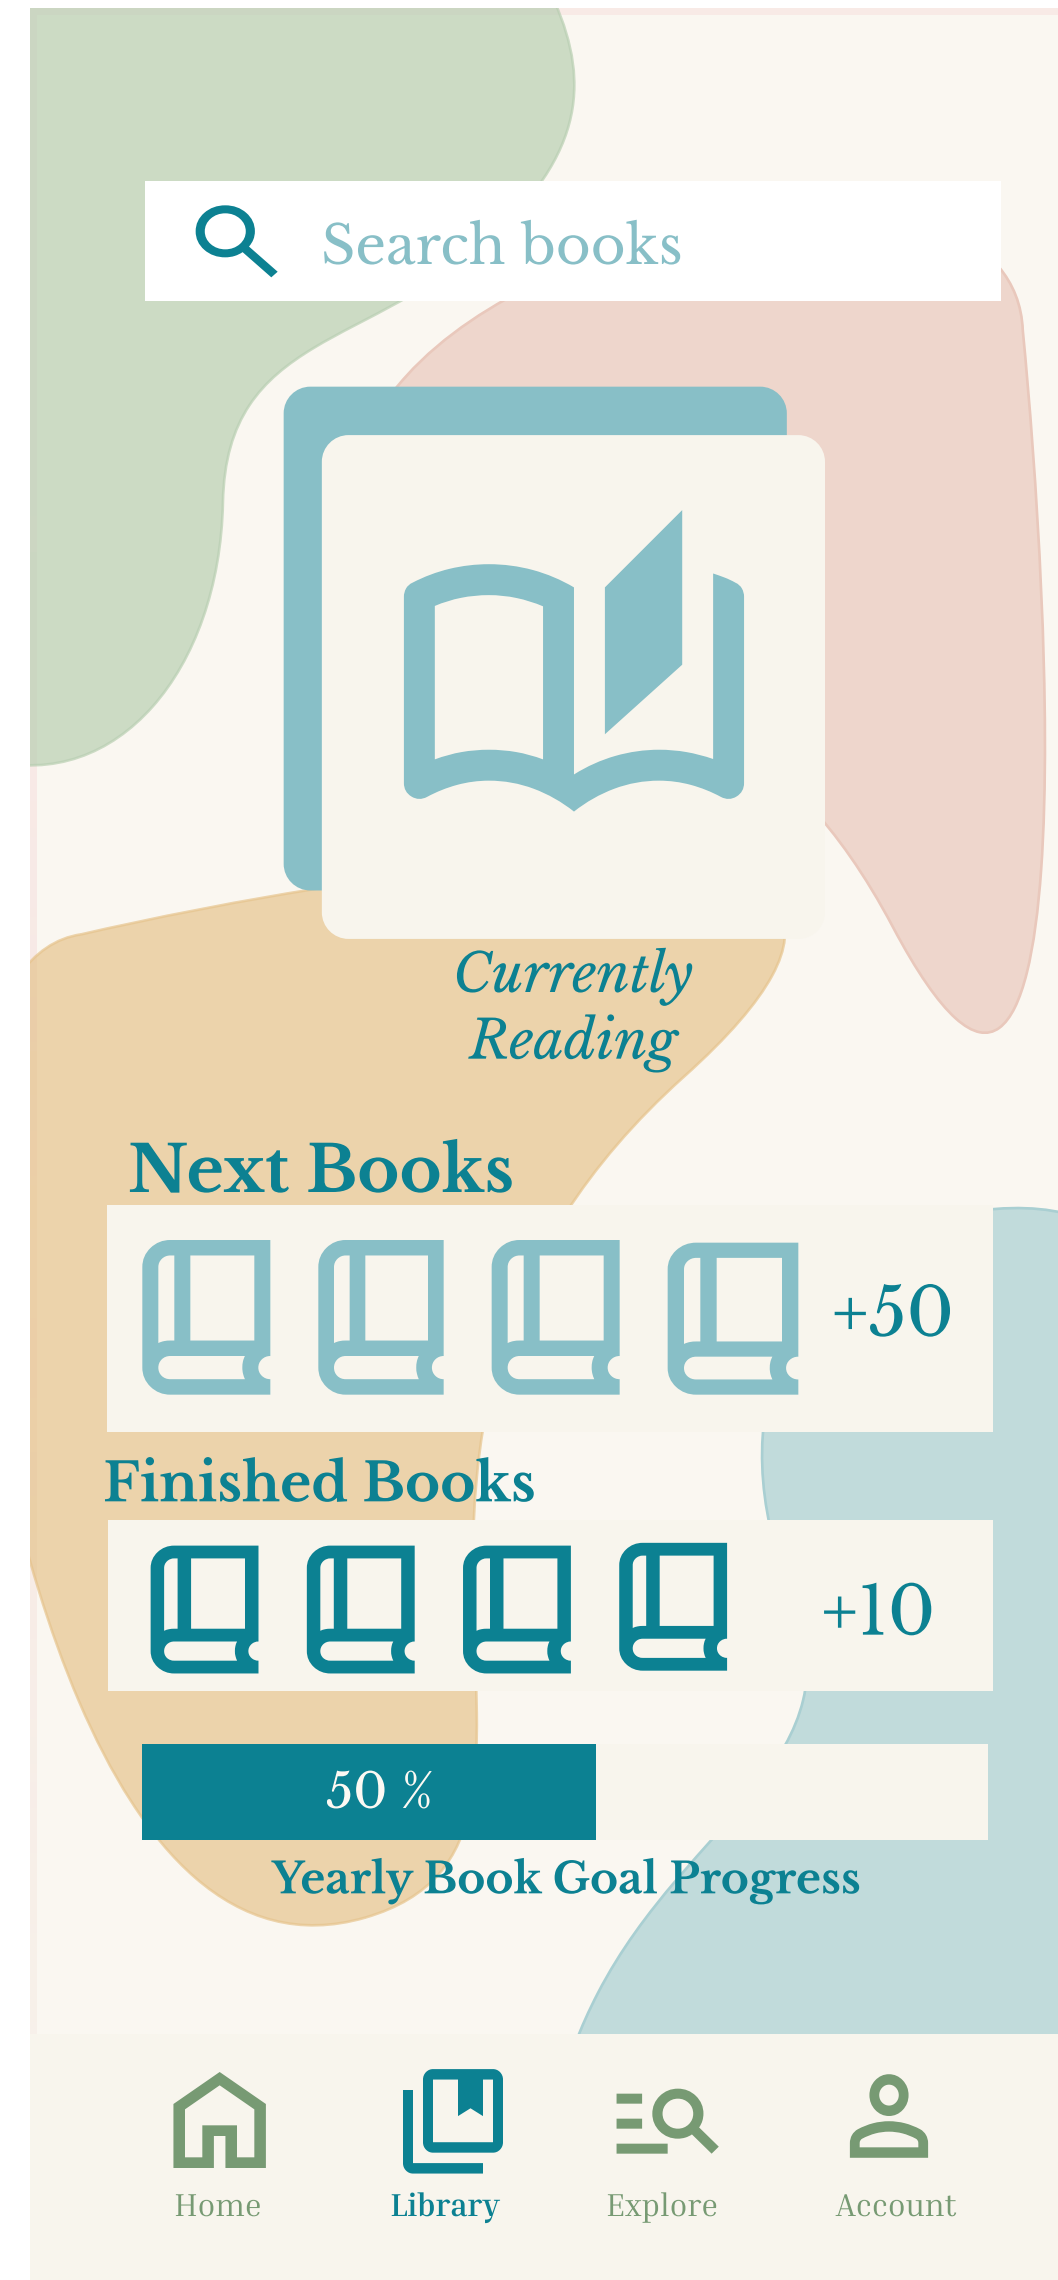 Search books
Currently
Reading
Next Books
+50
Finished Books
+10
50 %
Yearly Book Goal Progress
Home
Library
Explore
Account